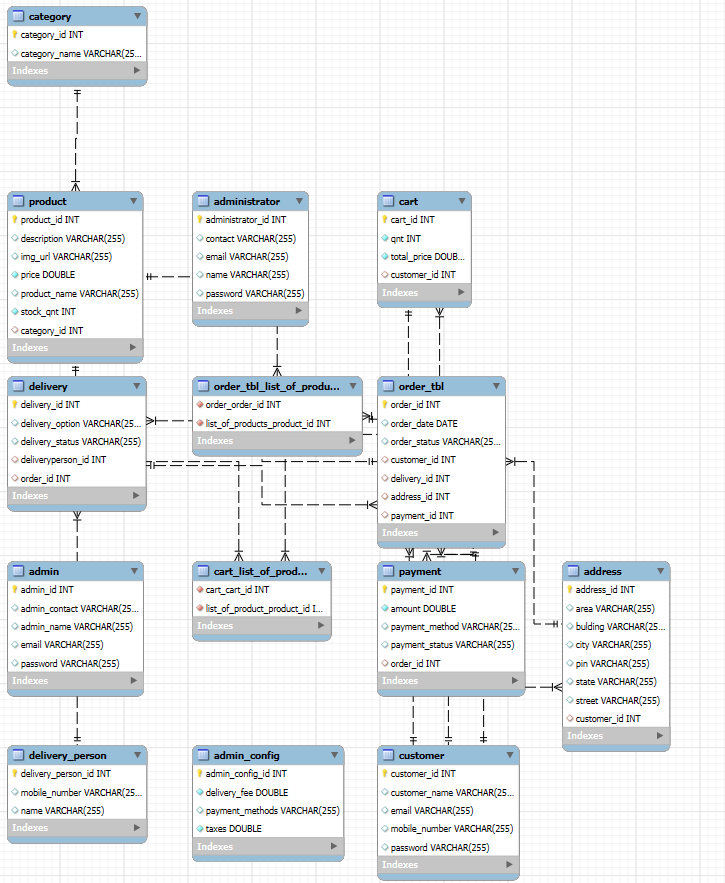 category
category_id INT
category_name VARCHAR(25...
Indexes
product
product_id INT
description VARCHAR(255)
img_url VARCHAR(255)
price DOUBLE
product_name VARCHAR(255)
stock_qnt INT
category_id INT
Indexes
administrator
administrator_id INT
contact VARCHAR(255)
email VARCHAR(255)
name VARCHAR(255)
password VARCHAR(255)
Indexes
cart
cart_id INT
qnt INT
total_price DOUB...
customer_id INT
Indexes
delivery
delivery_id INT
delivery_option VARCHAR(25...
delivery_status VARCHAR(255)
deliveryperson_id INT
order_id INT
Indexes
order_tbl_list_of_produ...
order_order_id INT
list_of_products_product_id INT
Indexes
order_tbl
order_id INT
order_date DATE
order_status VARCHAR(25...
customer_id INT
delivery_id INT
address_id INT
payment_id INT
Indexes
admin
admin_id INT
admin_contact VARCHAR(25...
admin_name VARCHAR(255)
email VARCHAR(255)
password VARCHAR(255)
Indexes
cart_list_of_prod...
cart_cart_id INT
list_of_product_product_id I...
Indexes
payment
payment_id INT
amount DOUBLE
payment_method VARCHAR(25...
payment_status VARCHAR(255)
order_id INT
Indexes
address
address_id INT
area VARCHAR(255)
bulding VARCHAR(25...
city VARCHAR(255)
pin VARCHAR(255)
state VARCHAR(255)
street VARCHAR(255)
customer_id INT
Indexes
delivery_person
delivery_person_id INT
mobile_number VARCHAR(25...
name VARCHAR(255)
Indexes
admin_config
admin_config_id INT
delivery_fee DOUBLE
payment_methods VARCHAR(255)
taxes DOUBLE
Indexes
customer
customer_id INT
customer_name VARCHAR(25...
email VARCHAR(255)
mobile_number VARCHAR(255)
password VARCHAR(255)
Indexes